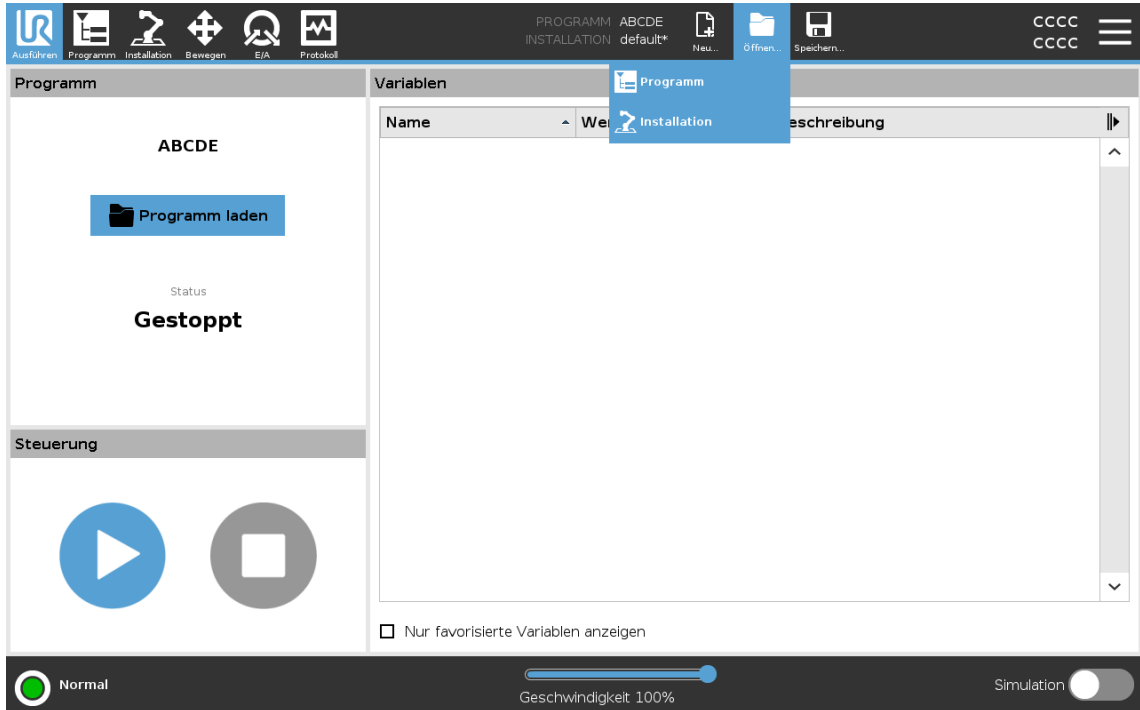 PROGRAMM ABCDE
INSTALLATION default*
CCCC
CCCC
Ausführen Programm Installation Bewegen E/A Protokoll Neu... Öffnen... Speichern...
Programm
Variablen
Programm
Installation
Name
We
eschreibung
ABCDE
Programm laden
Status
Gestoppt
Steuerung
Nur favorisierte Variablen anzeigen
Normal
Geschwindigkeit 100%
Simulation